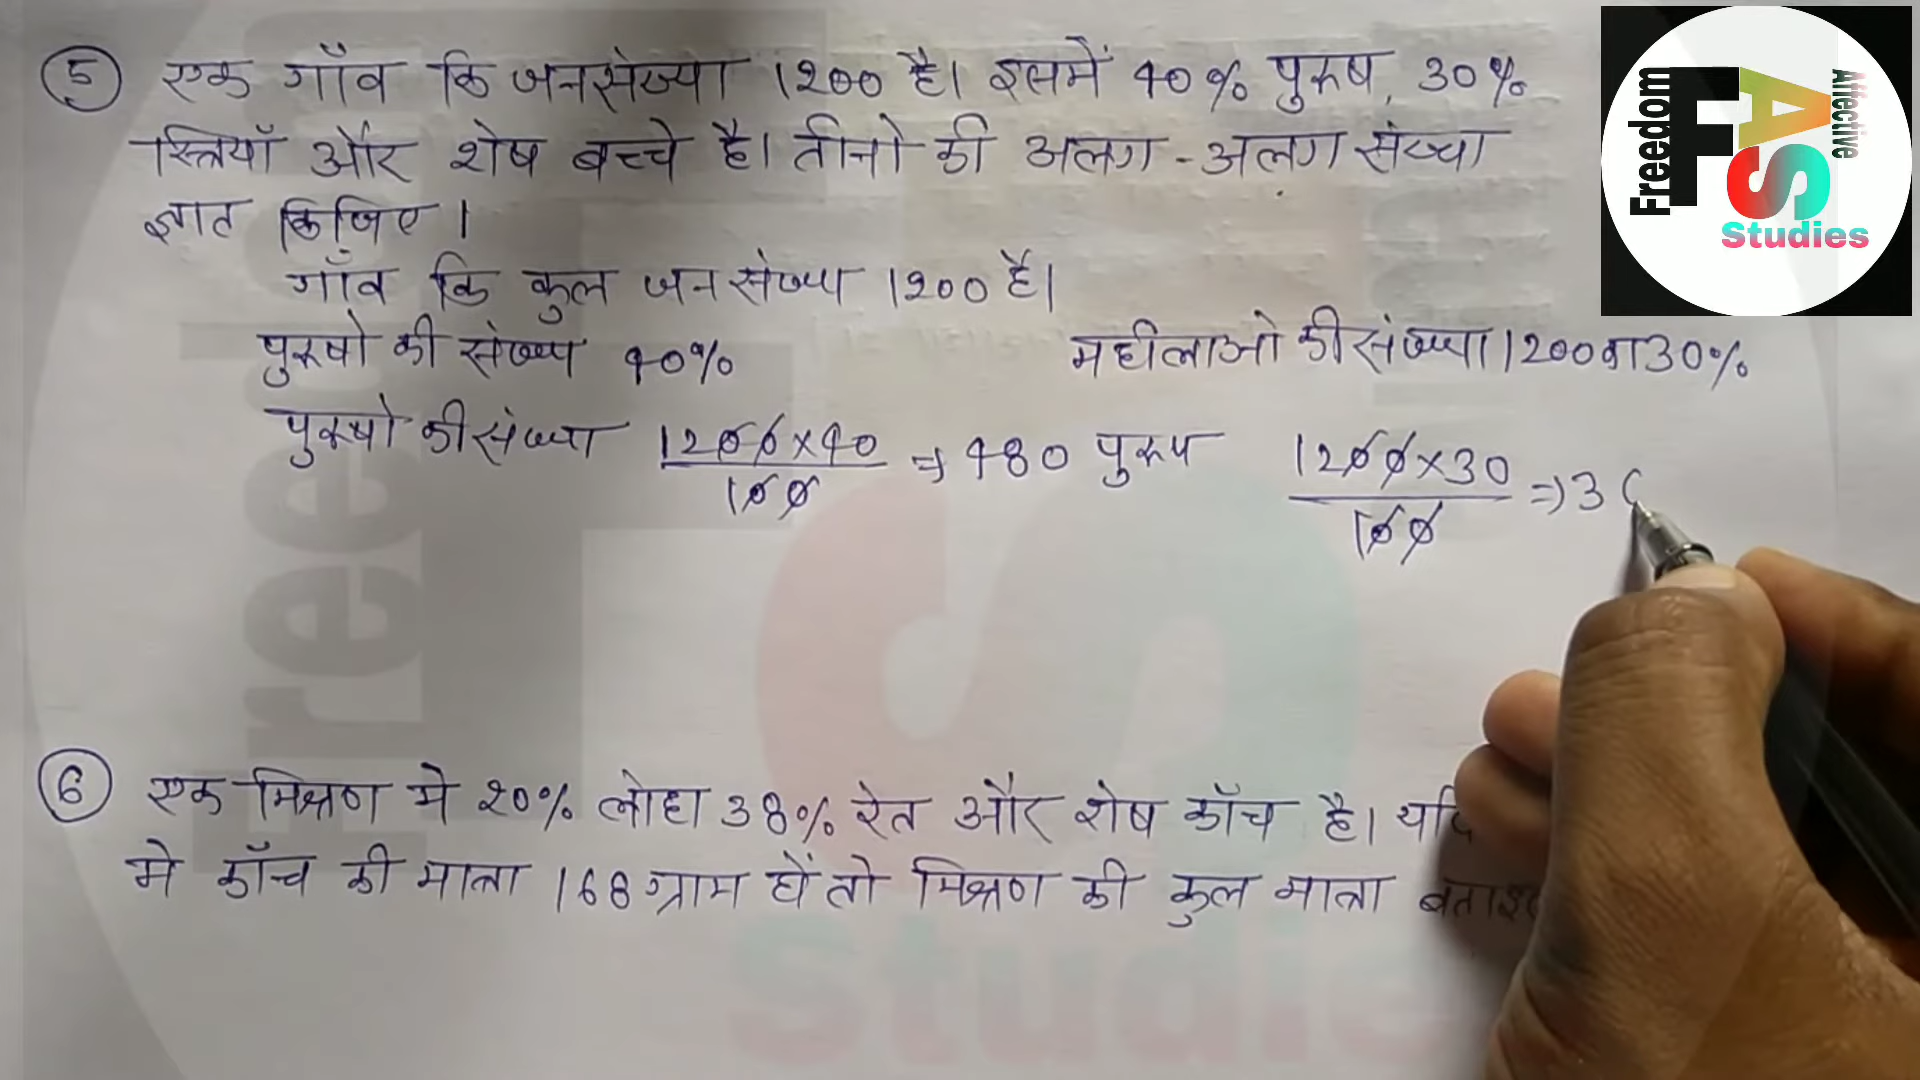 5 एक गाँव कि जनसंख्या 1200 है। इसमें 40% पुरुष, 30%
स्त्रियाँ और शेष बच्चे है। तीनो की अलग-अलग संख्या
ज्ञात किजिए।
गाँव कि कुल जनसंख्या 1200 है।
पुरुषो की संख्या 40%
महीलाओ की संख्या 1200 का 30%
पुरुषो की संख्या 1200×40/100 ⇒ 480 पुरुष
1200×30/100 ⇒ 3
6 एक मिश्रण मे 20% लोहा 38% रेत और शेष काँच है। यदि
मे काँच की मात्रा 168 ग्राम हैं तो मिश्रण की कुल मात्रा
Freedom
F
A
S
Affective
Studies